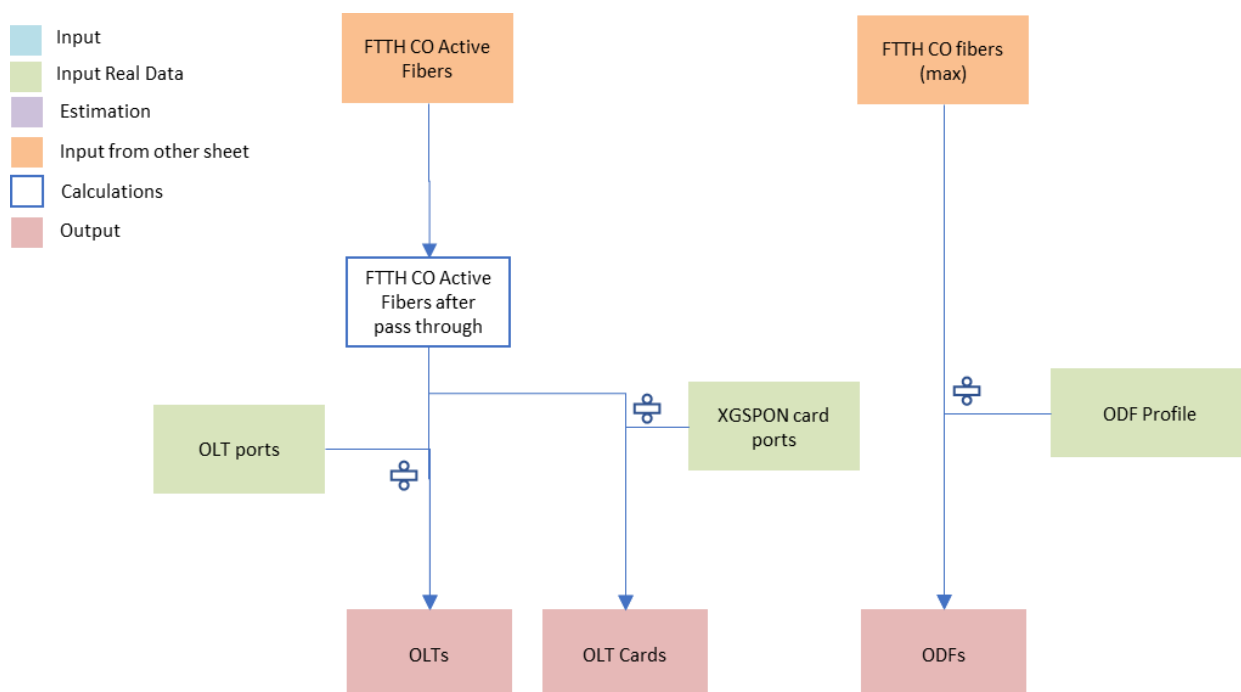 Input
Input Real Data
Estimation
Input from other sheet
Calculations
Output
FTTH CO Active
Fibers
FTTH CO fibers
(max)
FTTH CO Active
Fibers after
pass through
OLT ports
XGSPON card
ports
ODF Profile
OLTs
OLT Cards
ODFs